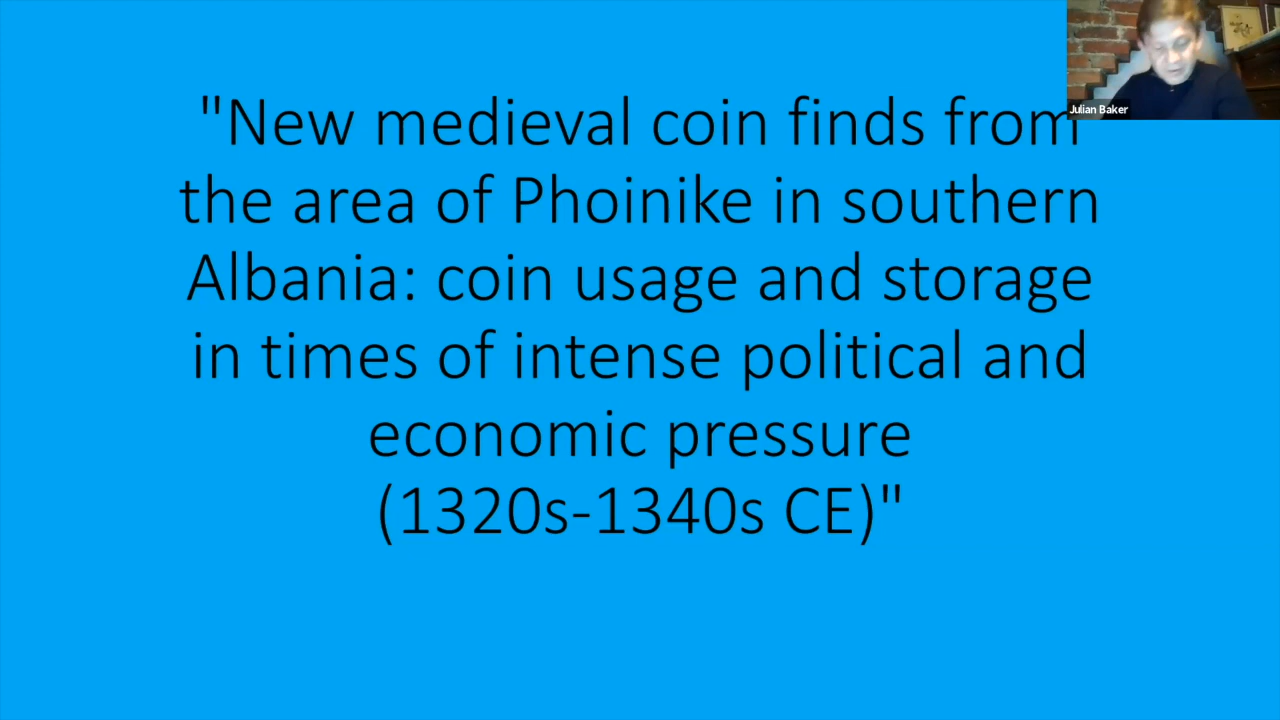 "New medieval coin finds from
the area of Phoinike in southern
Albania: coin usage and storage
in times of intense political and
economic pressure
(1320s-1340s CE)"
Julian Baker